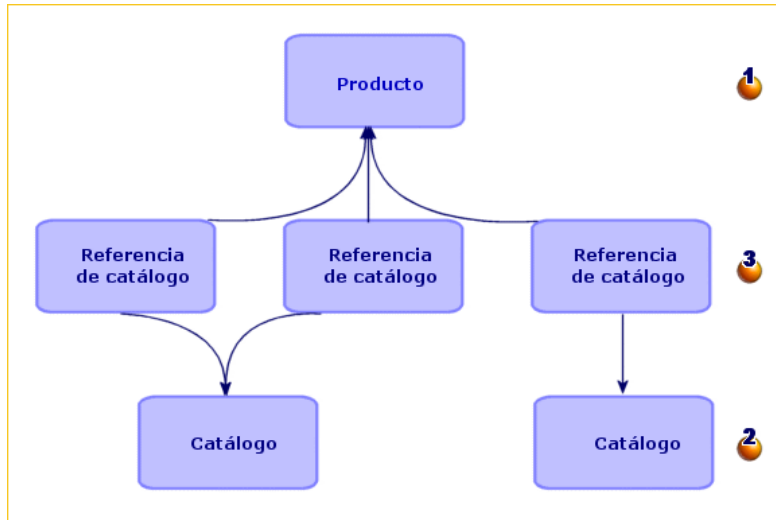 Producto
1
Referencia
de catálogo
Referencia
de catálogo
Referencia
de catálogo
3
Catálogo
Catálogo
2